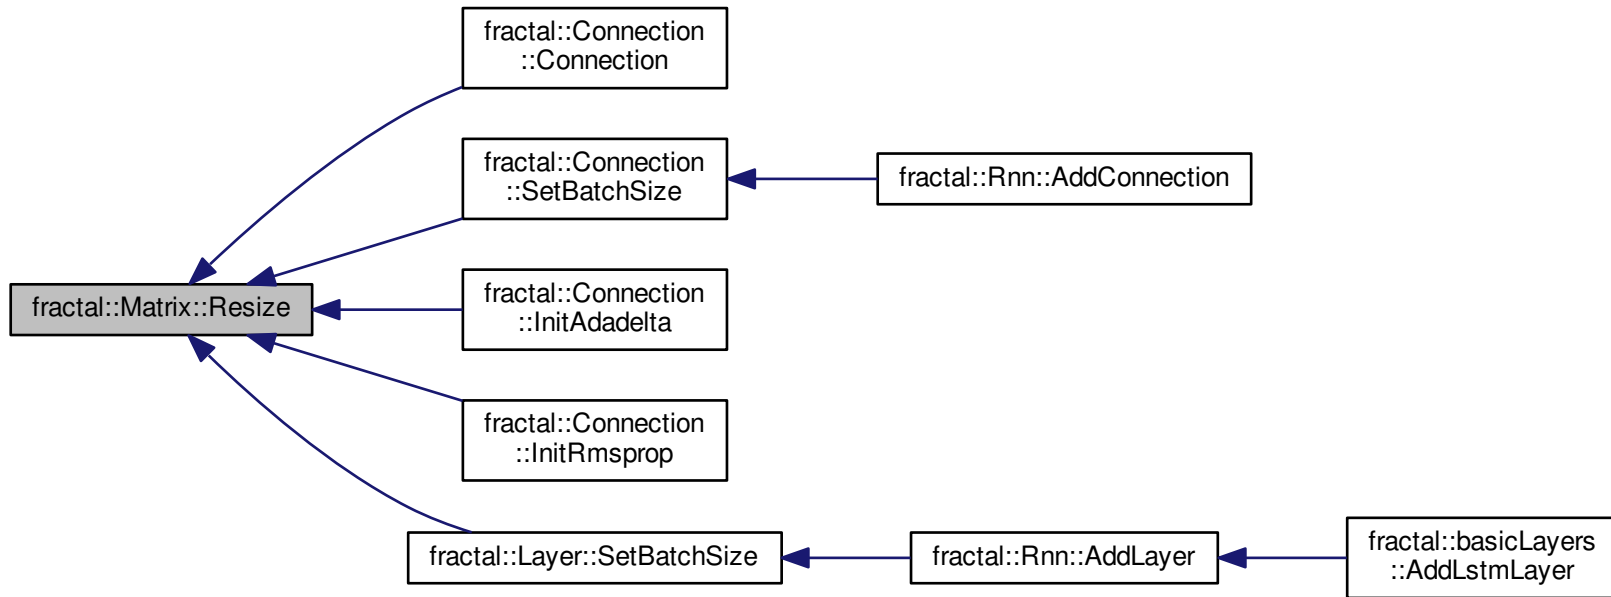 fractal::Connection
::Connection
fractal::Connection
::SetBatchSize
fractal::Rnn::AddConnection
fractal::Matrix::Resize
fractal::Connection
::InitAdadelta
fractal::Connection
::InitRmsprop
fractal::Layer::SetBatchSize
fractal::Rnn::AddLayer
fractal::basicLayers
::AddLstmLayer